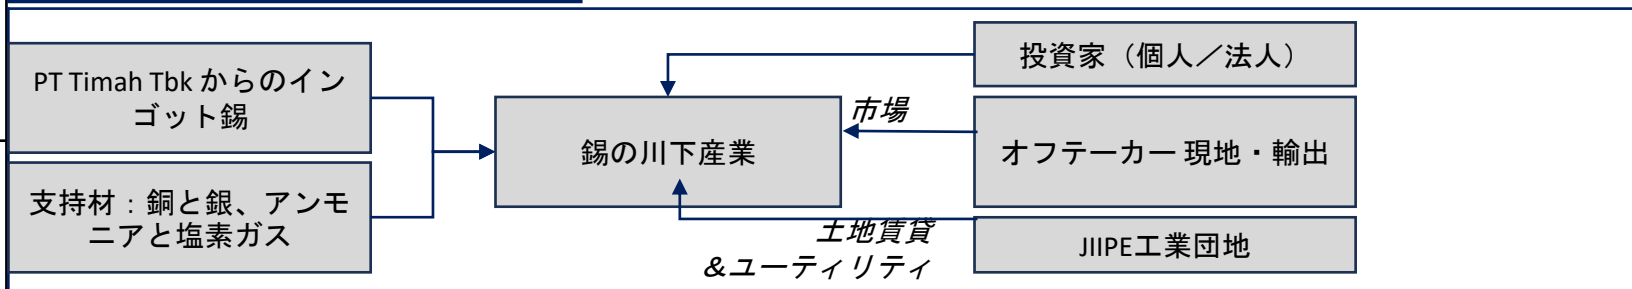 PT Timah Tbk からのイン
ゴット錫
支持材：銅と銀、アンモ
ニアと塩素ガス
錫の川下産業
投資家（個人／法人）
市場
オフテーカー 現地・輸出
土地賃貸
&ユーティリティ
JIIPE工業団地